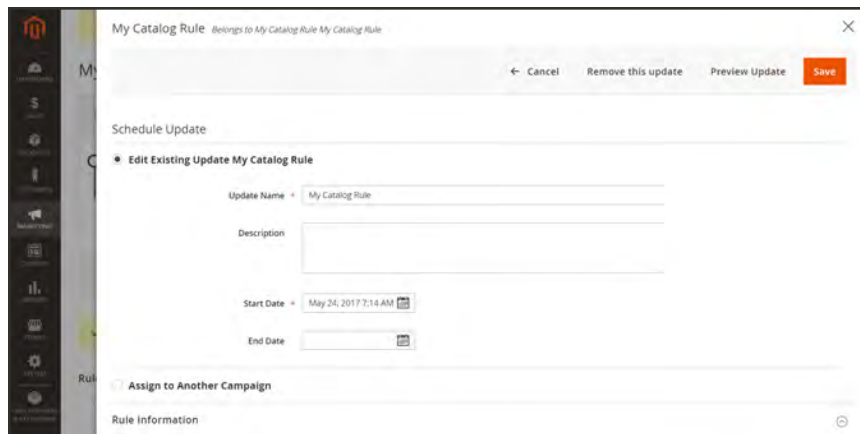 My Catalog Rule Belongs to My Catalog Rule My Catalog Rule
← Cancel Remove this update Preview Update Save
My
Schedule Update
Edit Existing Update My Catalog Rule
Update Name * My Catalog Rule
Description
Start Date * May 24, 2017 7:14 AM
End Date
Rul
Assign to Another Campaign
Rule Information